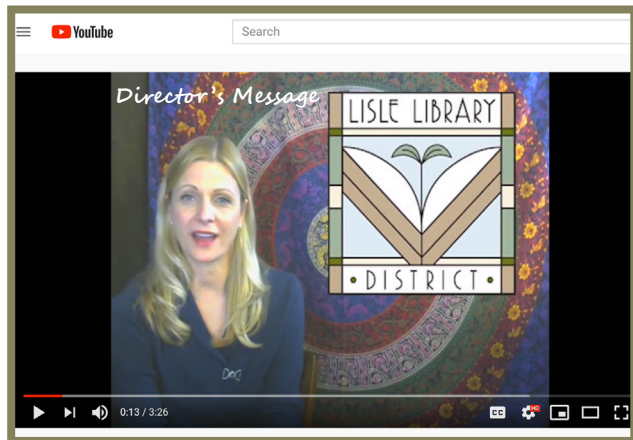 YouTube
Search
Director's Message
LISLE LIBRARY
DISTRICT
0:13 / 3:26
CC
HD